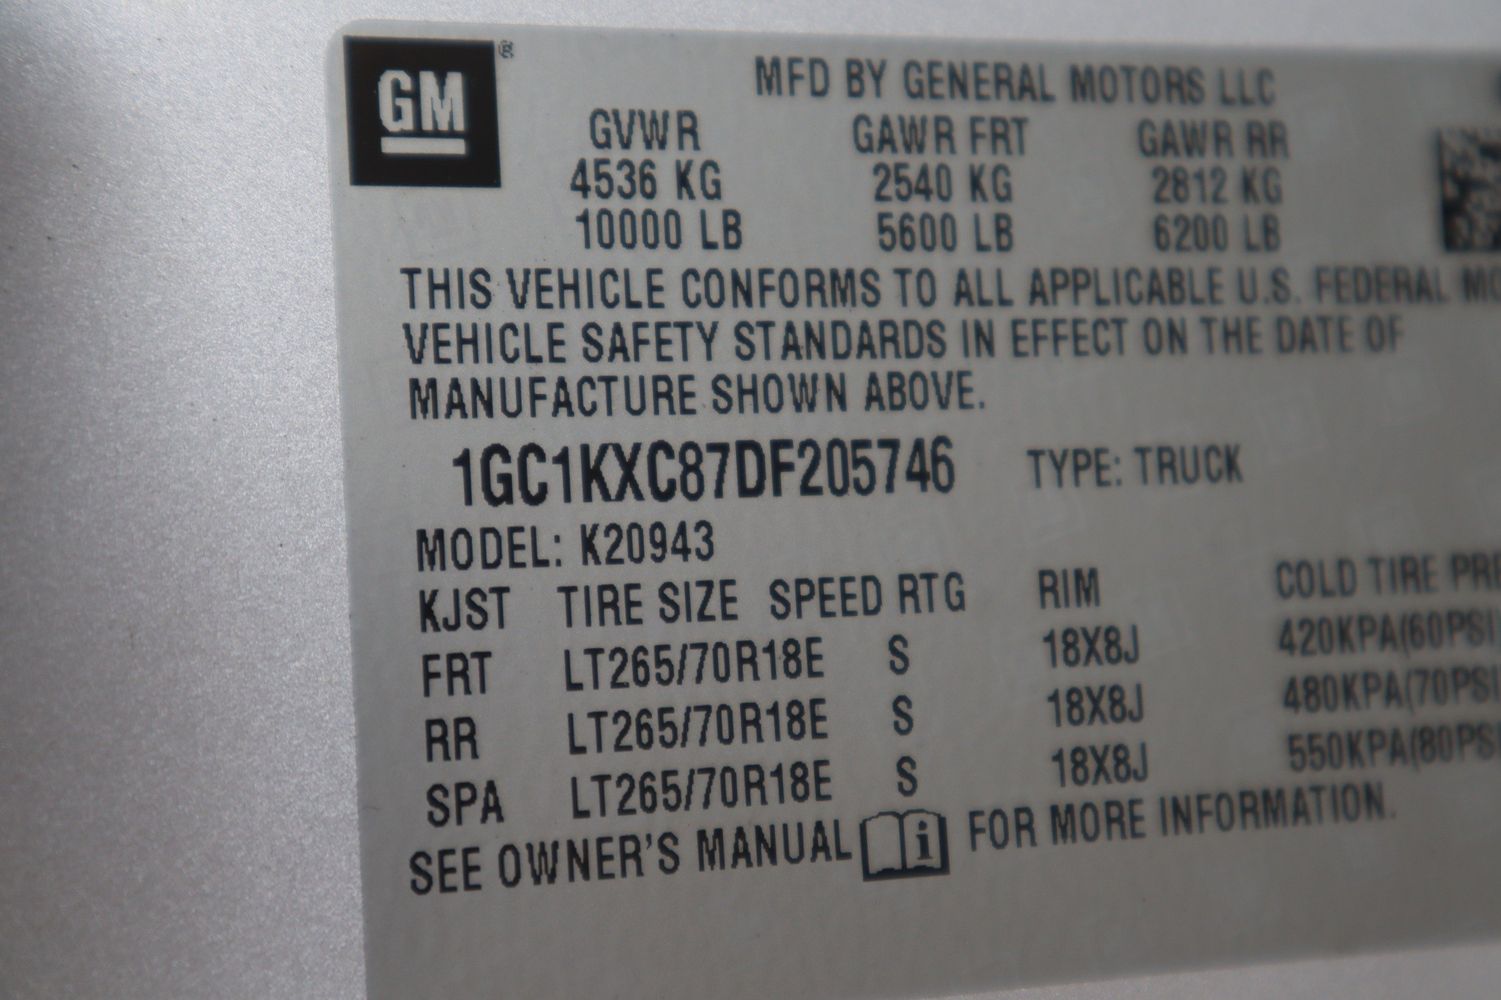 GM ®
MFD BY GENERAL MOTORS LLC
GVWR GAWR FRT GAWR RR
4536 KG 2540 KG 2812 KG
10000 LB 5600 LB 6200 LB
THIS VEHICLE CONFORMS TO ALL APPLICABLE U.S. FEDERAL MO
VEHICLE SAFETY STANDARDS IN EFFECT ON THE DATE OF
MANUFACTURE SHOWN ABOVE.
1GC1KXC87DF205746 TYPE: TRUCK
MODEL: K20943
KJST TIRE SIZE SPEED RTG RIM COLD TIRE PRE
FRT LT265/70R18E S 18X8J 420KPA(60PSI)
RR LT265/70R18E S 18X8J 480KPA(70PSI
SPA LT265/70R18E S 18X8J 550KPA(80PS
SEE OWNER'S MANUAL i FOR MORE INFORMATION.